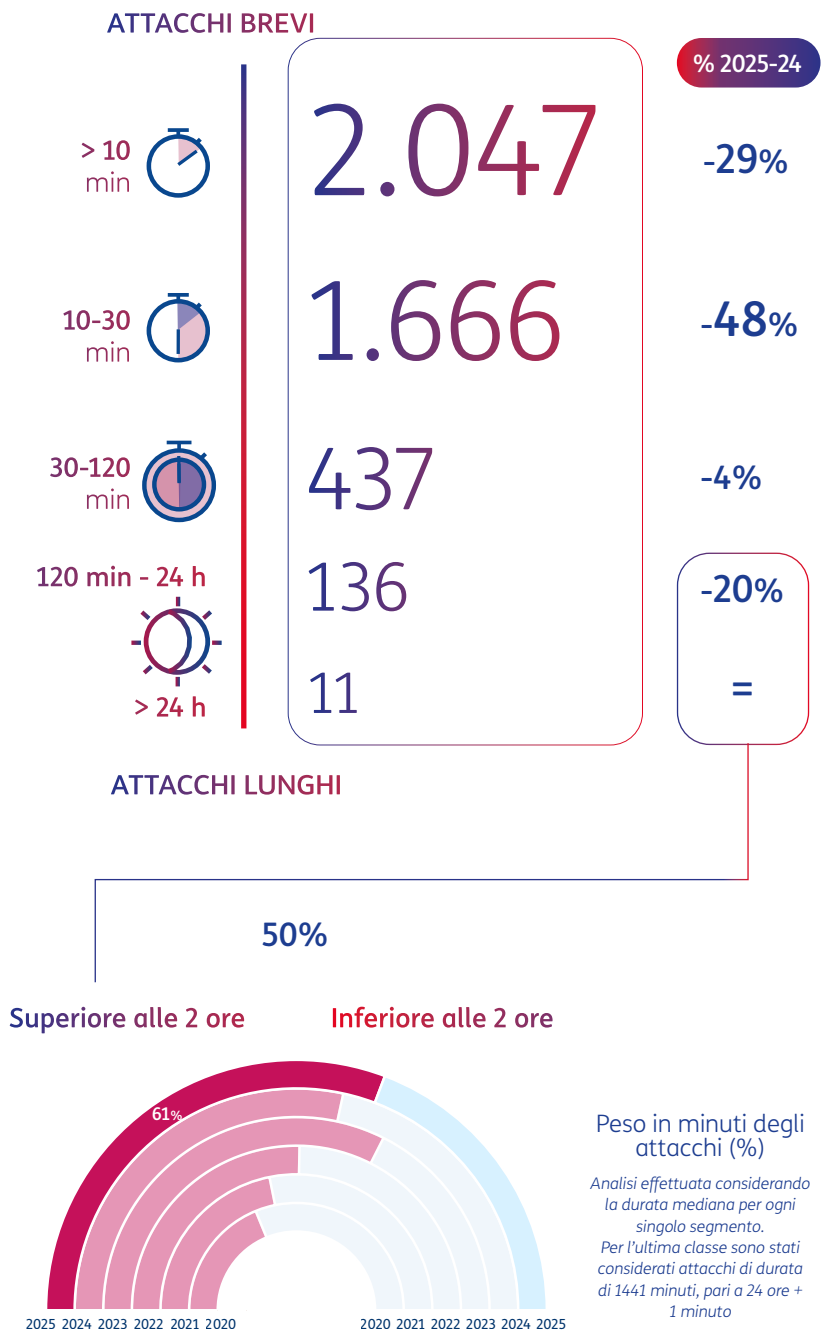 ATTACCHI BREVI
% 2025-24
> 10
min
2.047
-29%
10-30
min
1.666
-48%
30-120
min
437
-4%
120 min - 24 h
136
-20%
> 24 h
11
=
ATTACCHI LUNGHI
50%
Superiore alle 2 ore
Inferiore alle 2 ore
61%
Peso in minuti degli
attacchi (%)
Analisi effettuata considerando
la durata mediana per ogni
singolo segmento.
Per l'ultima classe sono stati
considerati attacchi di durata
di 1441 minuti, pari a 24 ore +
1 minuto
2025 2024 2023 2022 2021 2020
2020 2021 2022 2023 2024 2025